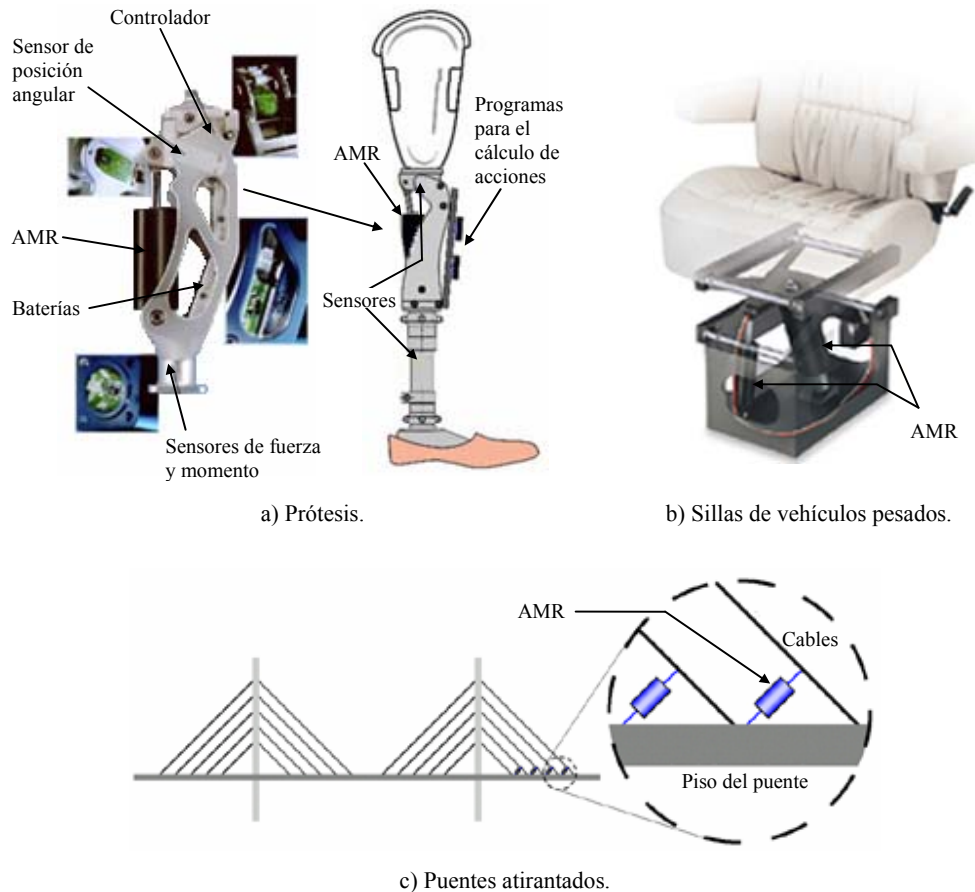 Controlador
Sensor de
posición
angular
AMR
Baterías
Sensores de fuerza
y momento
AMR
Sensores
Programas
para el
cálculo de
acciones
AMR
a) Prótesis.
b) Sillas de vehículos pesados.
AMR
Cables
Piso del puente
c) Puentes atirantados.